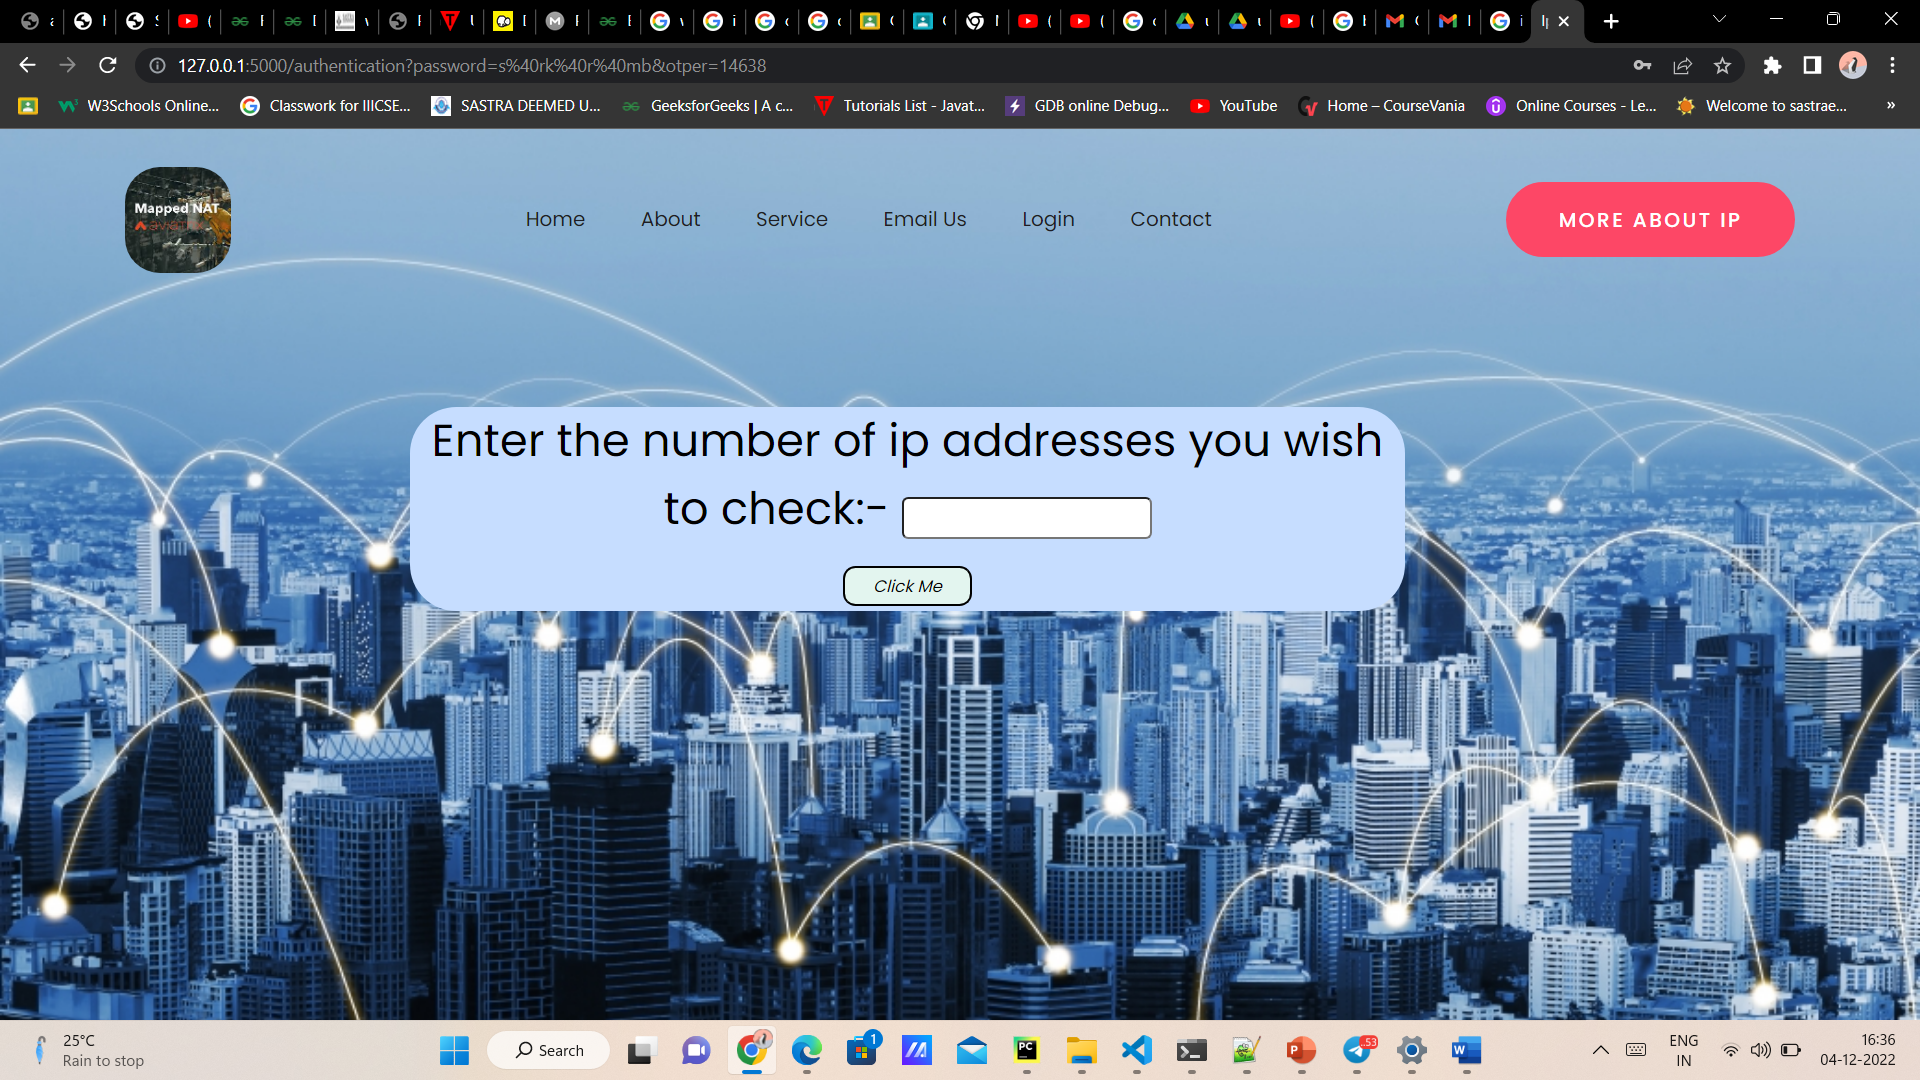 127.0.0.1:5000/authentication?password=s%40rk%40r%40mb&otper=14638
W3Schools Online... Classwork for IIICSE... SASTRA DEEMED U... GeeksforGeeks | A c... Tutorials List - Javat... GDB online Debug... YouTube Home – CourseVania Online Courses - Le... Welcome to sastrae... »
Mapped NAT
Home About Service Email Us Login Contact
MORE ABOUT IP
Enter the number of ip addresses you wish
to check:-
Click Me
25°C
Rain to stop
Search
1
PC
53
ENG
IN
16:36
04-12-2022